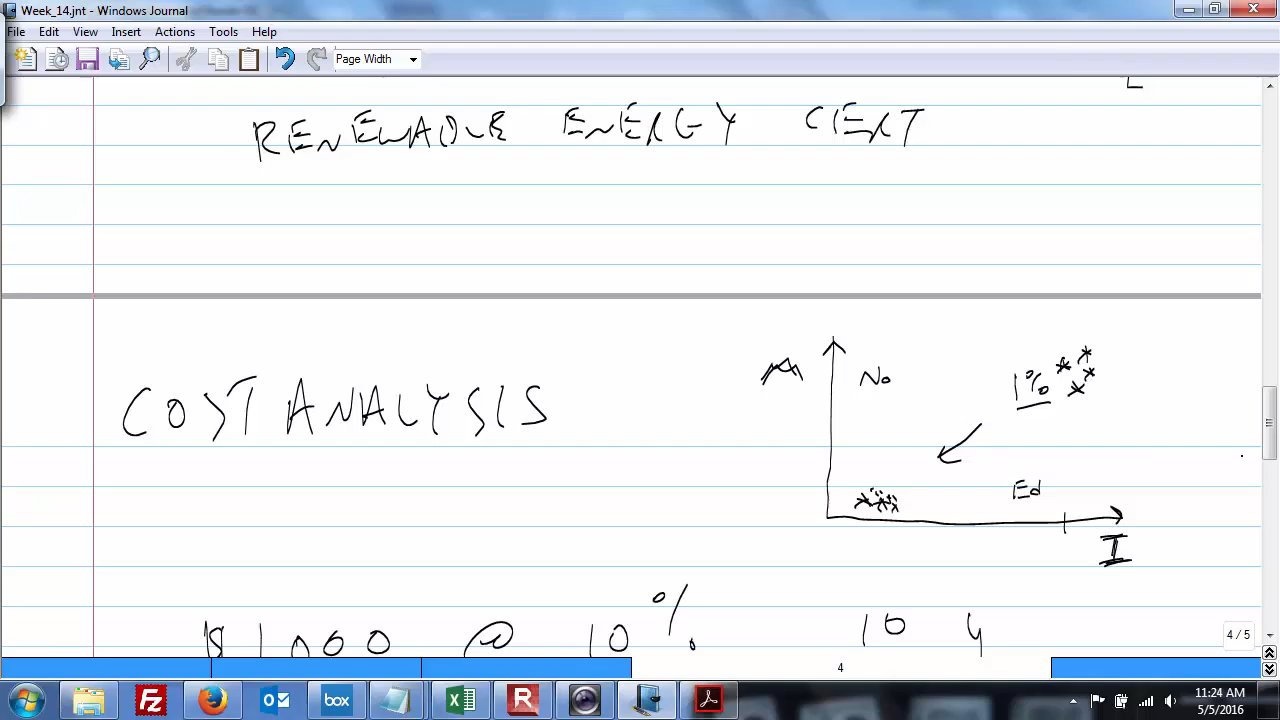 Week_14.jnt - Windows Journal
File Edit View Insert Actions Tools Help
Page Width
RENEWABLE ENERGY CERT
COST ANALYSIS
No
1%
Ed
I
$1000 @ 10%
10 y
4 / 5
4
box
11:24 AM
5/5/2016